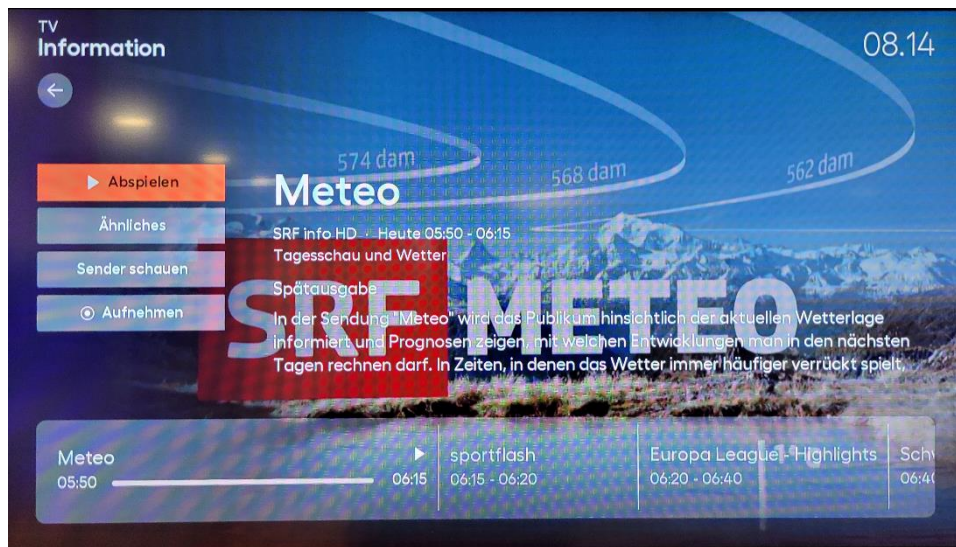 TV
Information
08.14
574 dam
568 dam
562 dam
Abspielen
Ähnliches
Sender schauen
Aufnehmen
Meteo
SRF info HD · Heute 05:50 - 06:15
Tagesschau und Wetter
Spätausgabe
In der Sendung "Meteo" wird das Publikum hinsichtlich der aktuellen Wetterlage
informiert und Prognosen zeigen, mit welchen Entwicklungen man in den nächsten
Tagen rechnen darf. In Zeiten, in denen das Wetter immer häufiger verrückt spielt,
SRF METEO
Meteo
05:50 06:15
sportflash
06:15 - 06:20
Europa League - Highlights
06:20 - 06:40
Schw
06:40